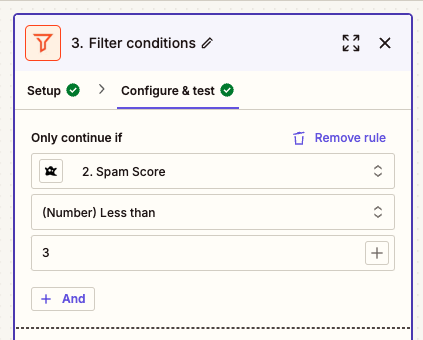 3. Filter conditions
Setup
Configure & test
Only continue if
Remove rule
2. Spam Score
(Number) Less than
3
+ And